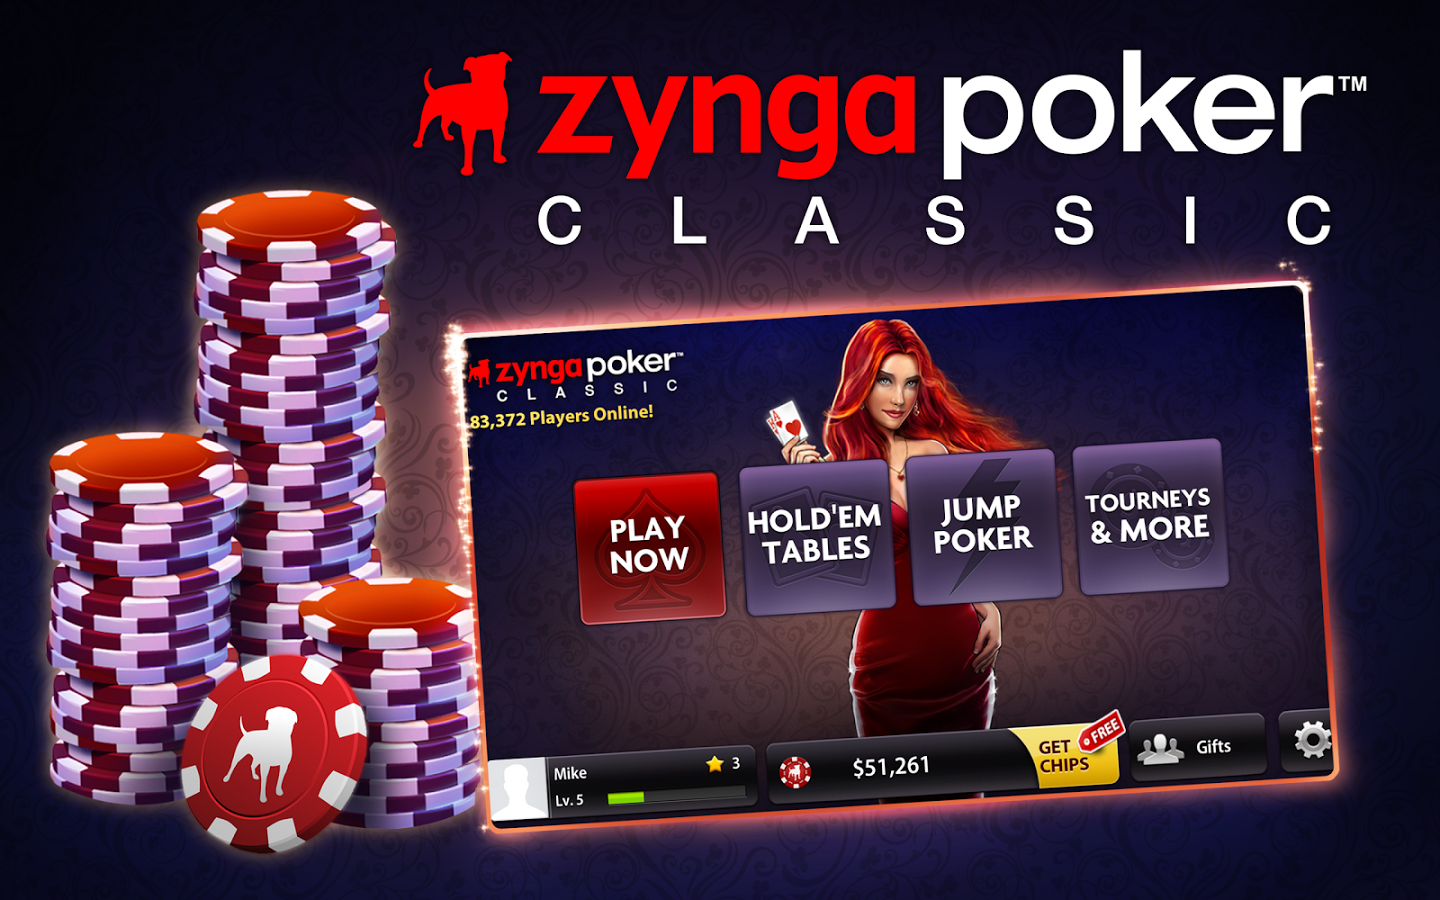 zynga poker™
CLASSIC
zynga poker™
CLASSIC
83,372 Players Online!
PLAY
NOW
HOLD'EM
TABLES
JUMP
POKER
TOURNEYS
& MORE
Mike
3
Lv. 5
$51,261
GET
CHIPS
FREE
Gifts
A